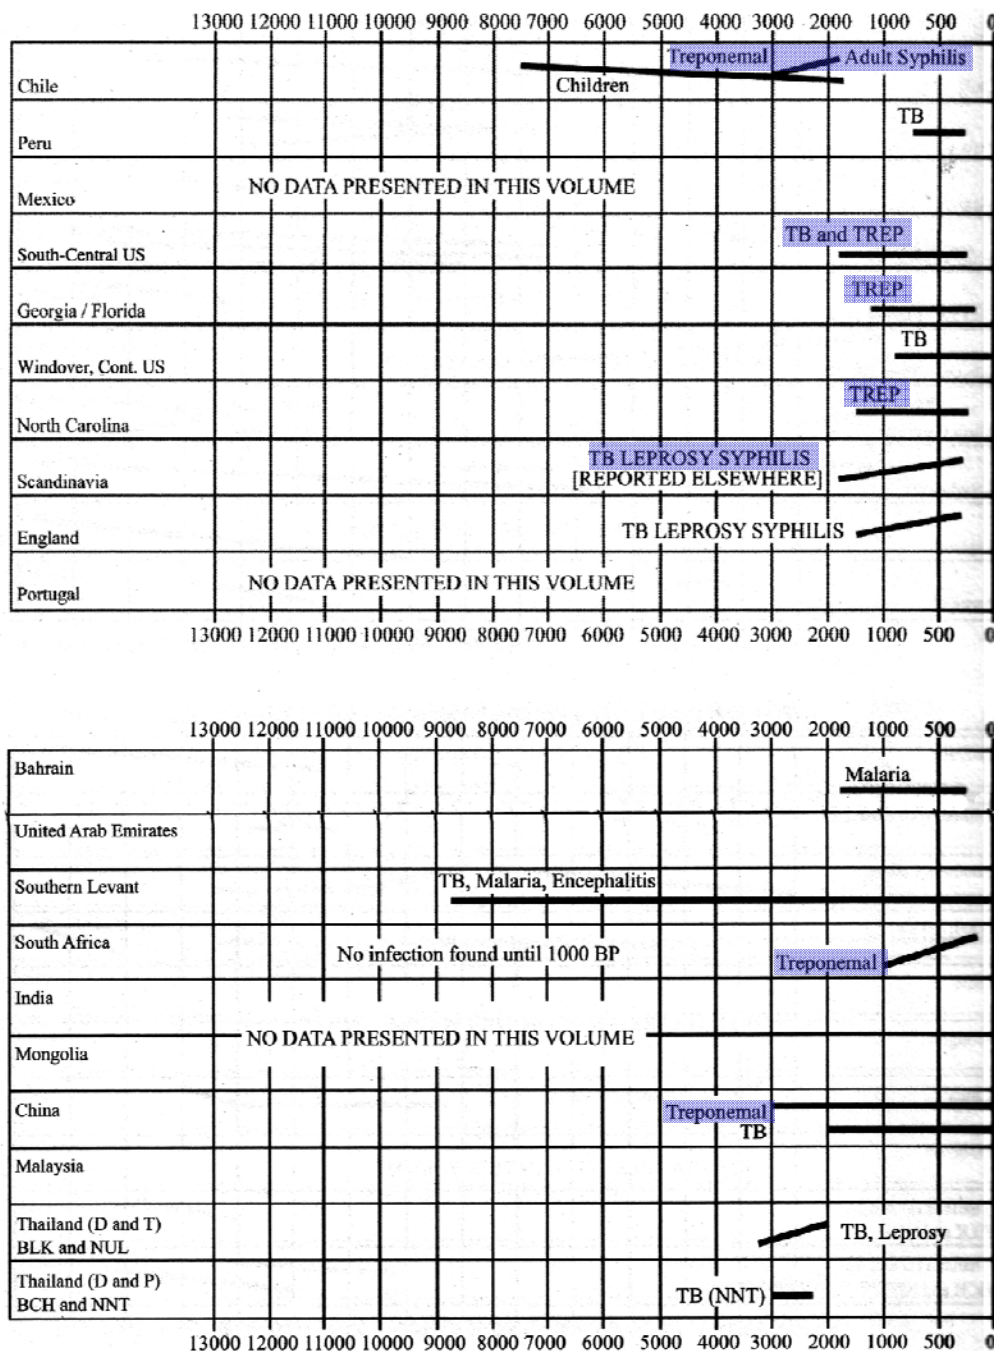 13000 12000 11000 10000 9000 8000 7000 6000 5000 4000 3000 2000 1000 500 0
Treponemal Adult Syphilis
Chile Children
TB
Peru
NO DATA PRESENTED IN THIS VOLUME
Mexico
TB and TREP
South-Central US
TREP
Georgia / Florida
TB
Windover, Cont. US
TREP
North Carolina
TB LEPROSY SYPHILIS
[REPORTED ELSEWHERE]
Scandinavia
TB LEPROSY SYPHILIS
England
NO DATA PRESENTED IN THIS VOLUME
Portugal
13000 12000 11000 10000 9000 8000 7000 6000 5000 4000 3000 2000 1000 500 0
13000 12000 11000 10000 9000 8000 7000 6000 5000 4000 3000 2000 1000 500 0
Bahrain Malaria
United Arab Emirates
Southern Levant TB, Malaria, Encephalitis
South Africa No infection found until 1000 BP Treponemal
India
NO DATA PRESENTED IN THIS VOLUME
Mongolia
China Treponemal
TB
Malaysia
Thailand (D and T)
BLK and NUL TB, Leprosy
Thailand (D and P)
BCH and NNT TB (NNT)
13000 12000 11000 10000 9000 8000 7000 6000 5000 4000 3000 2000 1000 500 0